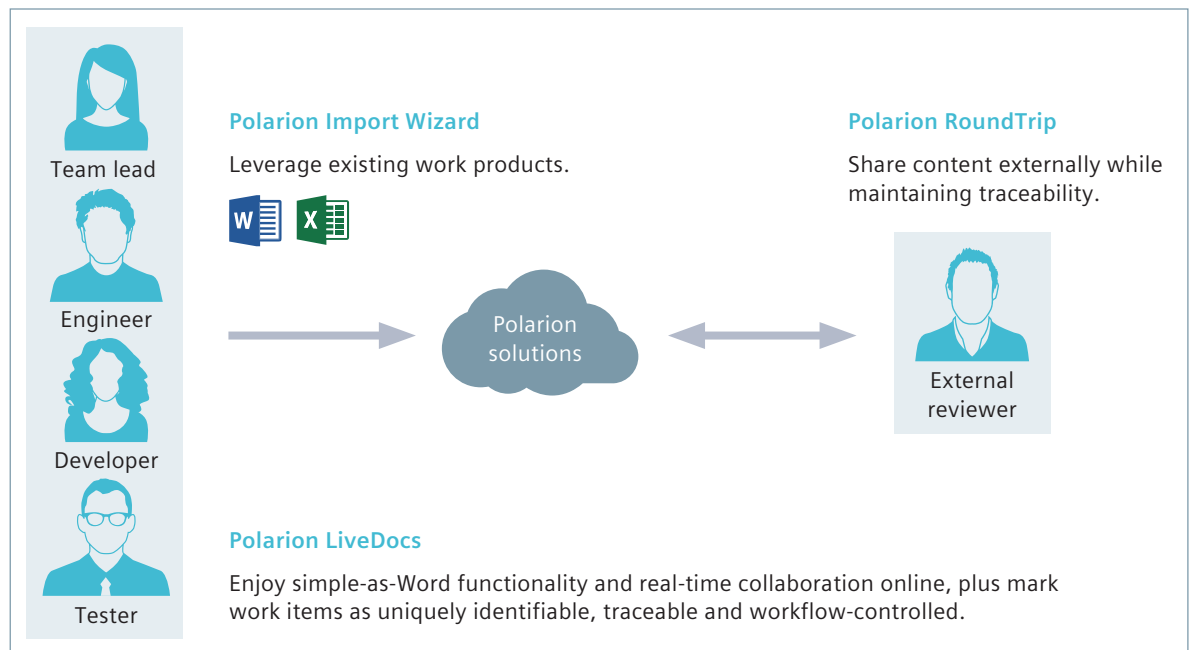 Team lead
Engineer
Developer
Tester
Polarion Import Wizard
Leverage existing work products.
W
X
Polarion
solutions
Polarion RoundTrip
Share content externally while
maintaining traceability.
External
reviewer
Polarion LiveDocs
Enjoy simple-as-Word functionality and real-time collaboration online, plus mark
work items as uniquely identifiable, traceable and workflow-controlled.